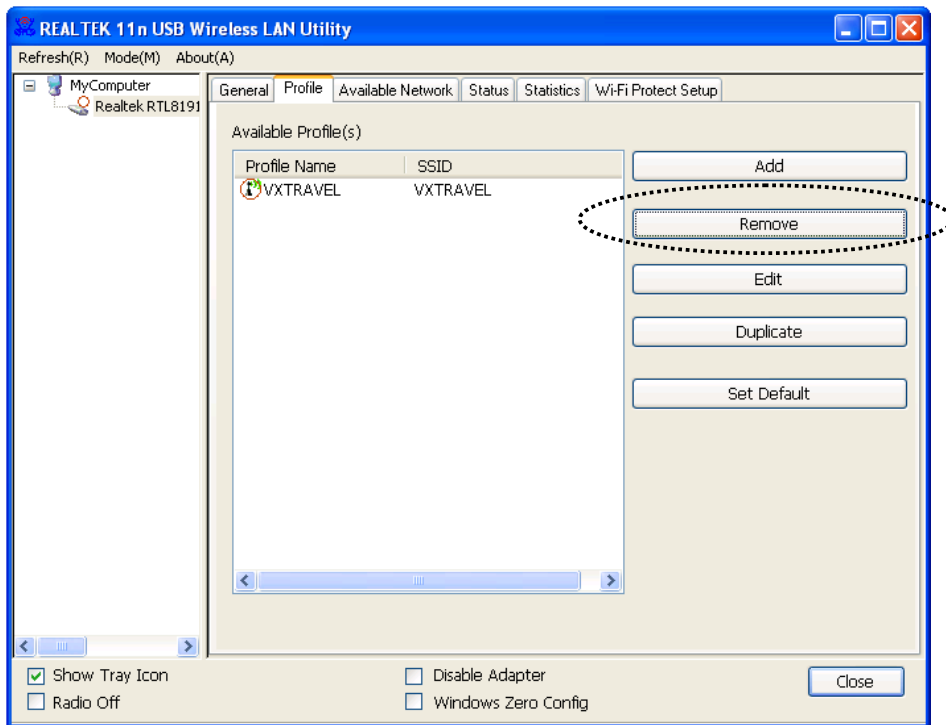 REALTEK 11n USB Wireless LAN Utility
Refresh(R) Mode(M) About(A)
MyComputer
Realtek RTL8191
General Profile Available Network Status Statistics Wi-Fi Protect Setup
Available Profile(s)
Profile Name SSID
VXTRAVEL VXTRAVEL
Add
Remove
Edit
Duplicate
Set Default
Show Tray Icon
Radio Off
Disable Adapter
Windows Zero Config
Close